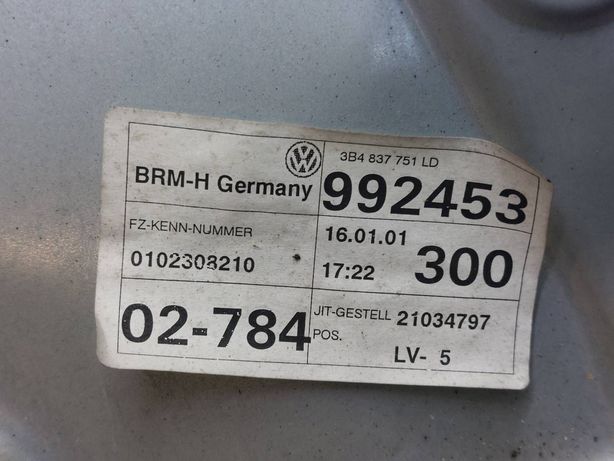 VW
3B4 837 751 LD
BRM-H Germany
992453
FZ-KENN-NUMMER
0102308210
16.01.01
17:22
300
02-784
JIT-GESTELL 21034797
POS.
LV- 5